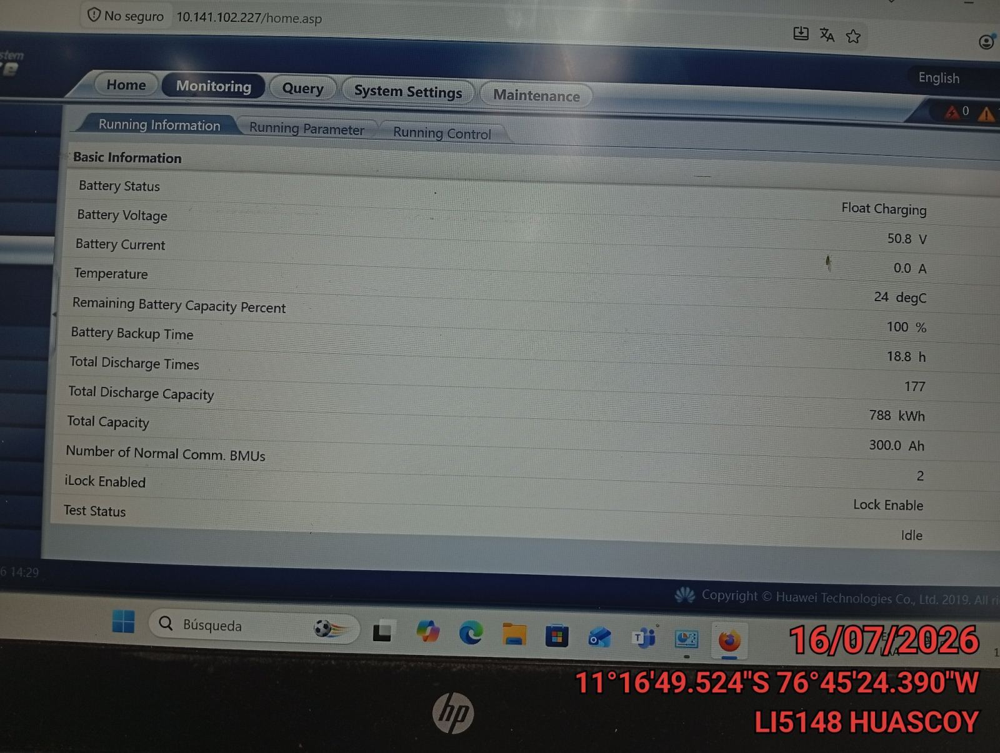 No seguro 10.141.102.227/home.asp
English
Home Monitoring Query System Settings Maintenance
0
Running Information Running Parameter Running Control
Basic Information
Battery Status Float Charging
Battery Voltage 50.8 V
Battery Current 0.0 A
Temperature 24 degC
Remaining Battery Capacity Percent 100 %
Battery Backup Time 18.8 h
Total Discharge Times 177
Total Discharge Capacity 788 kWh
Total Capacity 300.0 Ah
Number of Normal Comm. BMUs 2
iLock Enabled Lock Enable
Test Status Idle
6 14:29
Copyright © Huawei Technologies Co., Ltd. 2019. All
Búsqueda
16/07/2026
11°16'49.524"S 76°45'24.390"W
hp
LI5148 HUASCOY